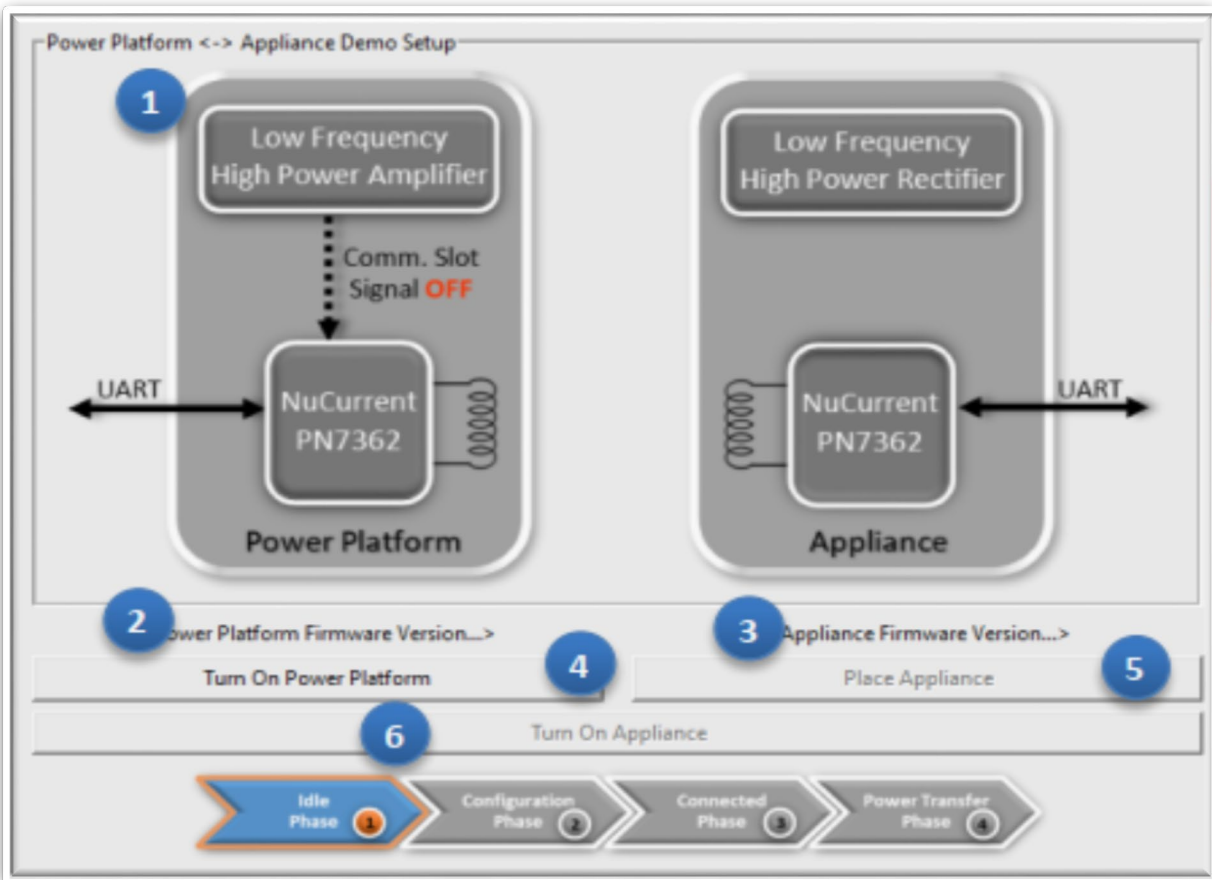 Power Platform <-> Appliance Demo Setup
1
Low Frequency
High Power Amplifier
Comm. Slot
Signal OFF
UART
NuCurrent
PN7362
Power Platform
Low Frequency
High Power Rectifier
NuCurrent
PN7362
UART
Appliance
2
ower Platform Firmware Version...>
3
Appliance Firmware Version...>
Turn On Power Platform
4
Place Appliance
5
6
Turn On Appliance
Idle
Phase 1
Configuration
Phase 2
Connected
Phase 3
Power Transfer
Phase 4